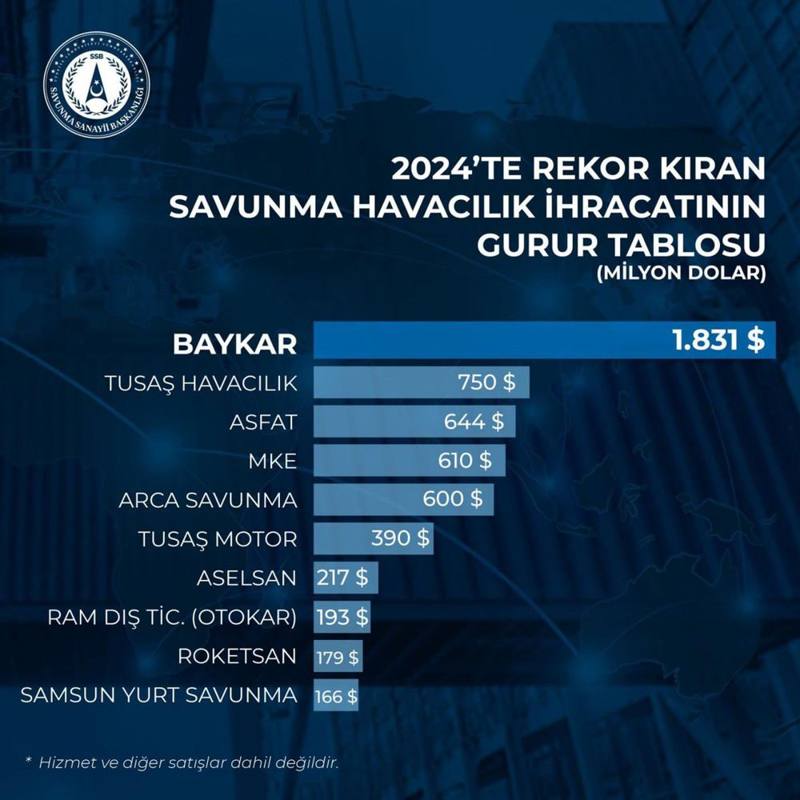 SSB
SAVUNMA SANAYİİ BAŞKANLIĞI
2024’TE REKOR KIRAN
SAVUNMA HAVACILIK İHRACATININ
GURUR TABLOSU
(MİLYON DOLAR)
BAYKAR 1.831 $
TUSAŞ HAVACILIK 750 $
ASFAT 644 $
MKE 610 $
ARCA SAVUNMA 600 $
TUSAŞ MOTOR 390 $
ASELSAN 217 $
RAM DIŞ TİC. (OTOKAR) 193 $
ROKETSAN 179 $
SAMSUN YURT SAVUNMA 166 $
* Hizmet ve diğer satışlar dahil değildir.